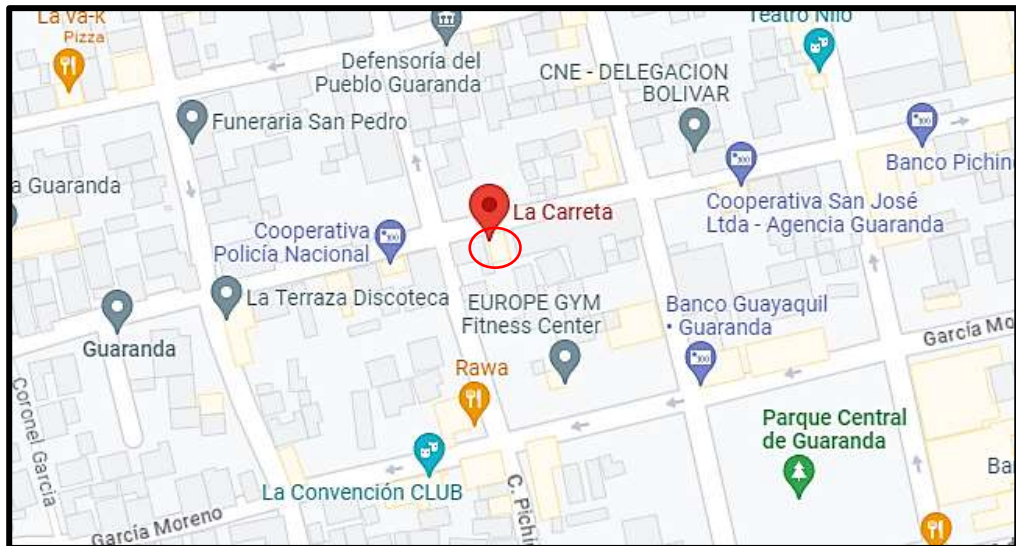 La Va-k
Pizza
Teatro Nilo
Defensoría del
Pueblo Guaranda
CNE - DELEGACION
BOLIVAR
Funeraria San Pedro
Banco Pichin
a Guaranda
La Carreta
Cooperativa San José
Ltda - Agencia Guaranda
Cooperativa
Policía Nacional
La Terraza Discoteca
EUROPE GYM
Fitness Center
Banco Guayaquil
• Guaranda
Guaranda
García Mo
Rawa
Coronel García
Parque Central
de Guaranda
La Convención CLUB
Ba
C. Pichin
García Moreno